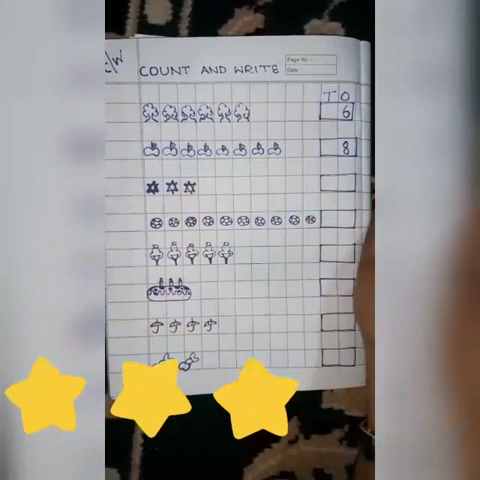 C/W
COUNT AND WRITE
Page No.
Date
T O
6
8